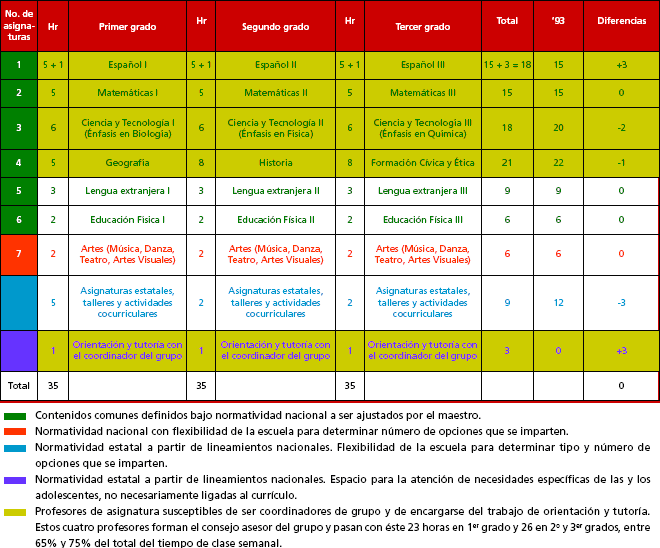 No. de asigna-turas | Hr | Primer grado | Hr | Segundo grado | Hr | Tercer grado | Total | '93 | Diferencias
1 | 5 + 1 | Español I | 5 + 1 | Español II | 5 + 1 | Español III | 15 + 3 = 18 | 15 | +3
2 | 5 | Matemáticas I | 5 | Matemáticas II | 5 | Matemáticas III | 15 | 15 | 0
3 | 6 | Ciencia y Tecnología I (Énfasis en Biología) | 6 | Ciencia y Tecnología II (Énfasis en Física) | 6 | Ciencia y Tecnología III (Énfasis en Química) | 18 | 20 | -2
4 | 5 | Geografía | 8 | Historia | 8 | Formación Cívica y Ética | 21 | 22 | -1
5 | 3 | Lengua extranjera I | 3 | Lengua extranjera II | 3 | Lengua extranjera III | 9 | 9 | 0
6 | 2 | Educación Física I | 2 | Educación Física II | 2 | Educación Física III | 6 | 6 | 0
7 | 2 | Artes (Música, Danza, Teatro, Artes Visuales) | 2 | Artes (Música, Danza, Teatro, Artes Visuales) | 2 | Artes (Música, Danza, Teatro, Artes Visuales) | 6 | 6 | 0
5 | Asignaturas estatales, talleres y actividades cocurriculares | 2 | Asignaturas estatales, talleres y actividades cocurriculares | 2 | Asignaturas estatales, talleres y actividades cocurriculares | 9 | 12 | -3
1 | Orientación y tutoría con el coordinador del grupo | 1 | Orientación y tutoría con el coordinador del grupo | 1 | Orientación y tutoría con el coordinador del grupo | 3 | 0 | +3
Total | 35 | 35 | 35 | 0
Contenidos comunes definidos bajo normatividad nacional a ser ajustados por el maestro.
Normatividad nacional con flexibilidad de la escuela para determinar número de opciones que se imparten.
Normatividad estatal a partir de lineamientos nacionales. Flexibilidad de la escuela para determinar tipo y número de
opciones que se imparten.
Normatividad estatal a partir de lineamientos nacionales. Espacio para la atención de necesidades específicas de las y los
adolescentes, no necesariamente ligadas al currículo.
Profesores de asignatura susceptibles de ser coordinadores de grupo y de encargarse del trabajo de orientación y tutoría.
Estos cuatro profesores forman el consejo asesor del grupo y pasan con éste 23 horas en 1er grado y 26 en 2º y 3er grados, entre
65% y 75% del total del tiempo de clase semanal.